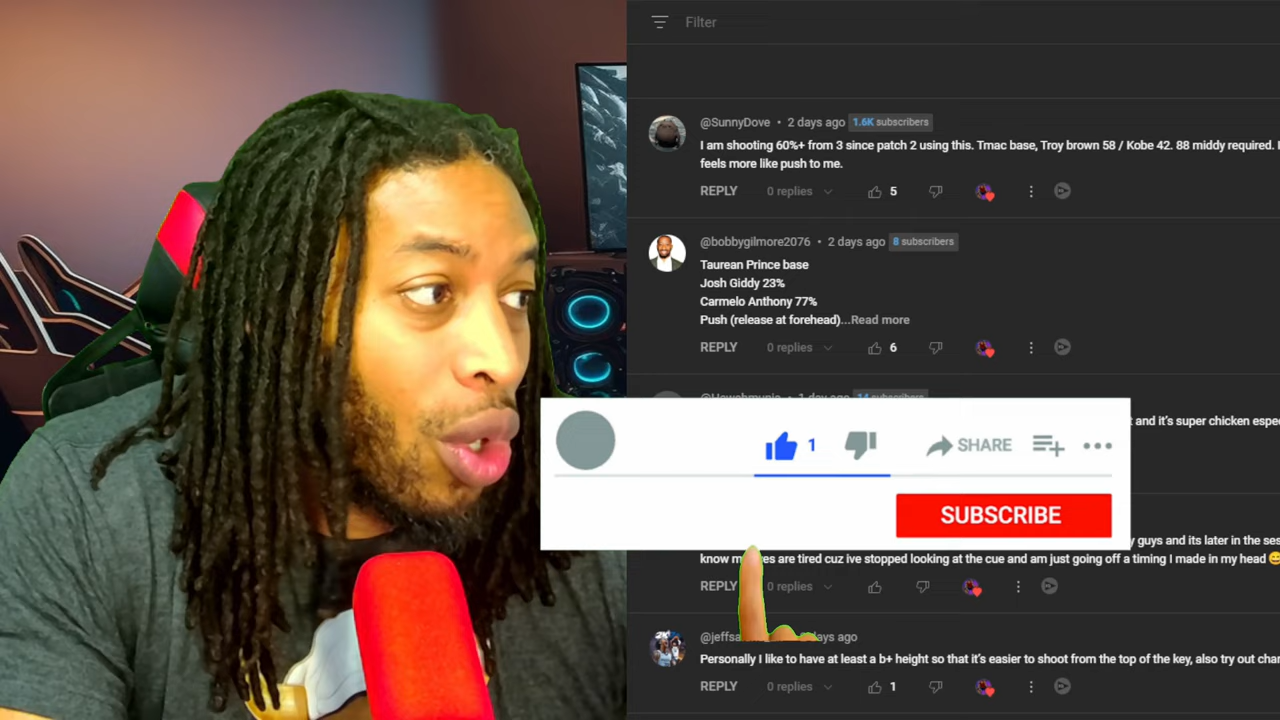 Filter
@SunnyDove • 2 days ago 1.6K subscribers
I am shooting 60%+ from 3 since patch 2 using this. Tmac base, Troy brown 58 / Kobe 42. 88 middy required.
feels more like push to me.
REPLY 0 replies 5
@bobbygilmore2076 • 2 days ago 8 subscribers
Taurean Prince base
Josh Giddy 23%
Carmelo Anthony 77%
Push (release at forehead)...Read more
REPLY 0 replies 6
1 day ago 14 subscribers
and it's super chicken espe
1 SHARE
SUBSCRIBE
guys and its later in the ses
know are tired cuz ive stopped looking at the cue and am just going off a timing I made in my head 😅
REPLY 0 replies
@jeffsa days ago
Personally I like to have at least a b+ height so that it's easier to shoot from the top of the key, also try out cha
REPLY 0 replies 1